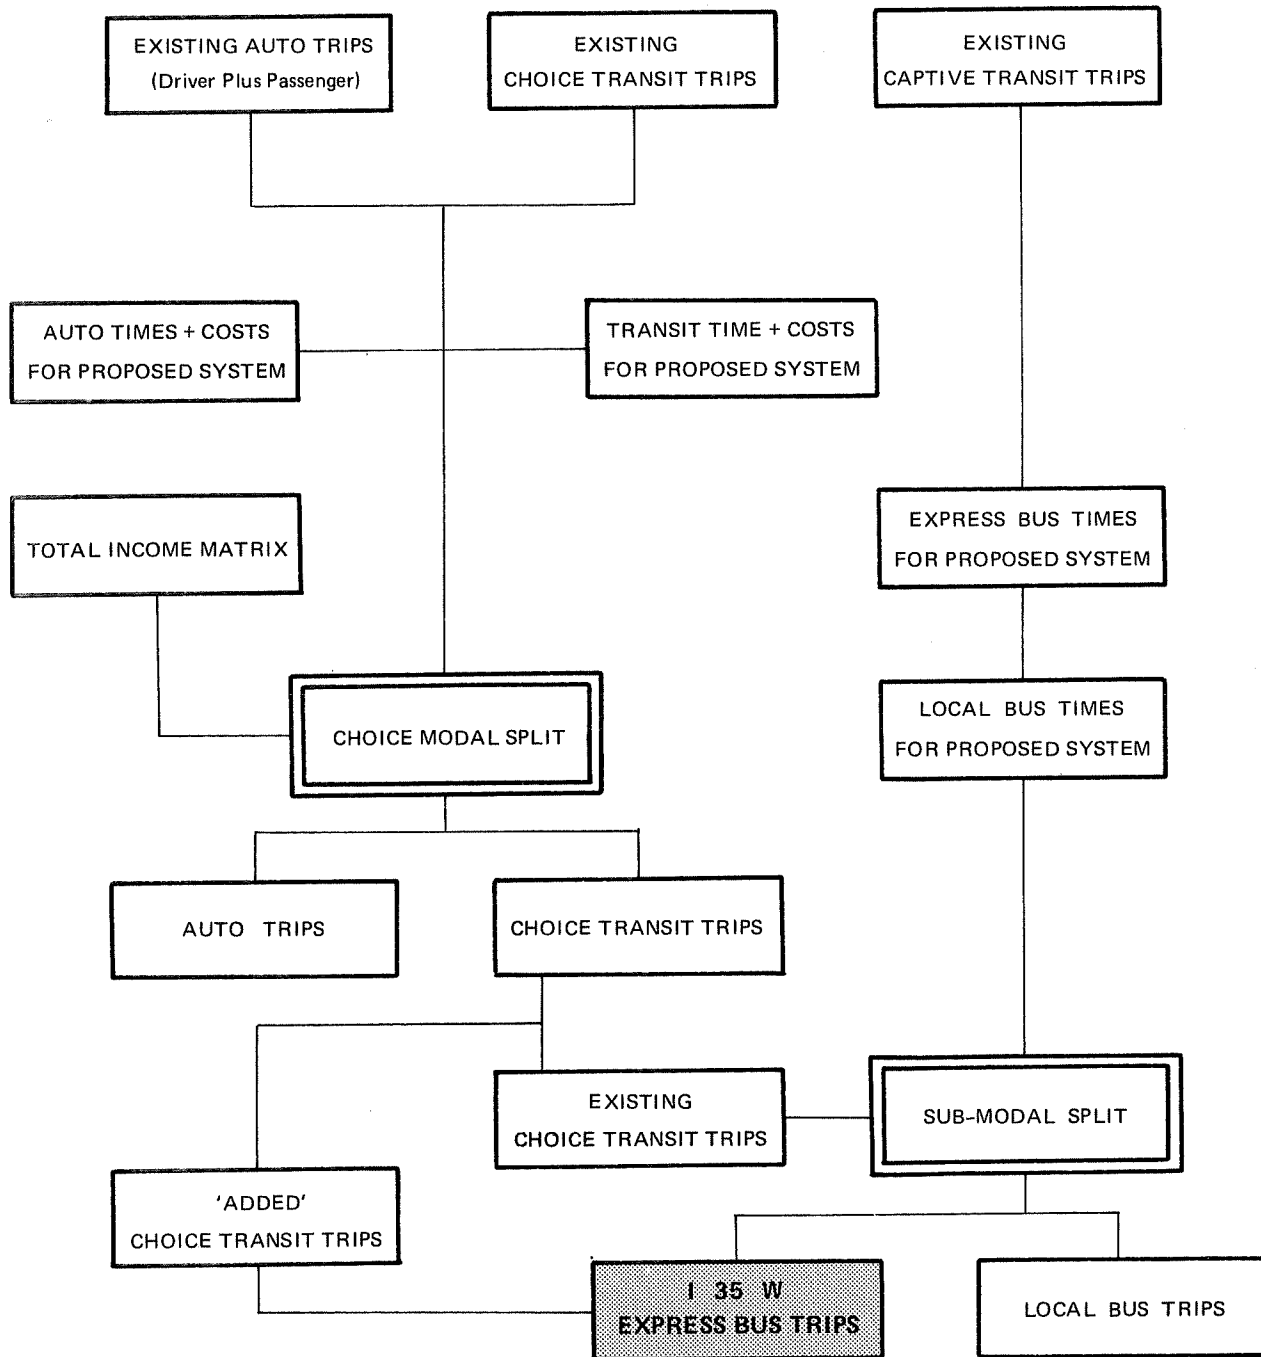 EXISTING AUTO TRIPS
(Driver Plus Passenger)
EXISTING
CHOICE TRANSIT TRIPS
EXISTING
CAPTIVE TRANSIT TRIPS
AUTO TIMES + COSTS
FOR PROPOSED SYSTEM
TRANSIT TIME + COSTS
FOR PROPOSED SYSTEM
TOTAL INCOME MATRIX
EXPRESS BUS TIMES
FOR PROPOSED SYSTEM
LOCAL BUS TIMES
FOR PROPOSED SYSTEM
CHOICE MODAL SPLIT
AUTO TRIPS
CHOICE TRANSIT TRIPS
EXISTING
CHOICE TRANSIT TRIPS
SUB-MODAL SPLIT
'ADDED'
CHOICE TRANSIT TRIPS
I 35 W
EXPRESS BUS TRIPS
LOCAL BUS TRIPS